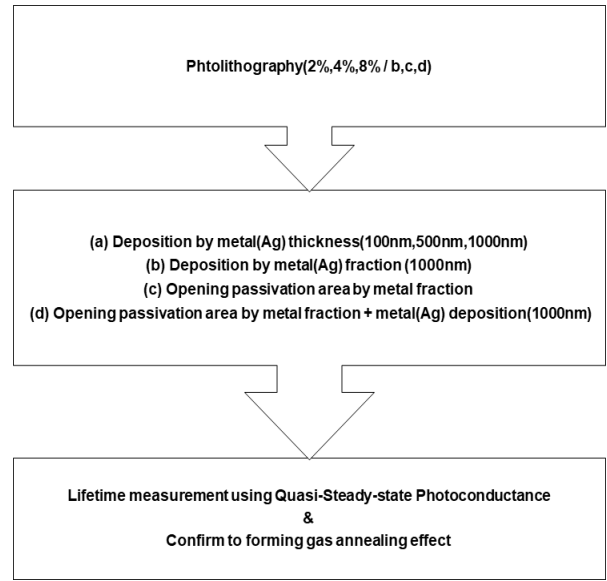 Phtolithography(2%,4%,8% / b,c,d)
(a) Deposition by metal(Ag) thickness(100nm,500nm,1000nm)
(b) Deposition by metal(Ag) fraction (1000nm)
(c) Opening passivation area by metal fraction
(d) Opening passivation area by metal fraction + metal(Ag) deposition(1000nm)
Lifetime measurement using Quasi-Steady-state Photoconductance
&
Confirm to forming gas annealing effect